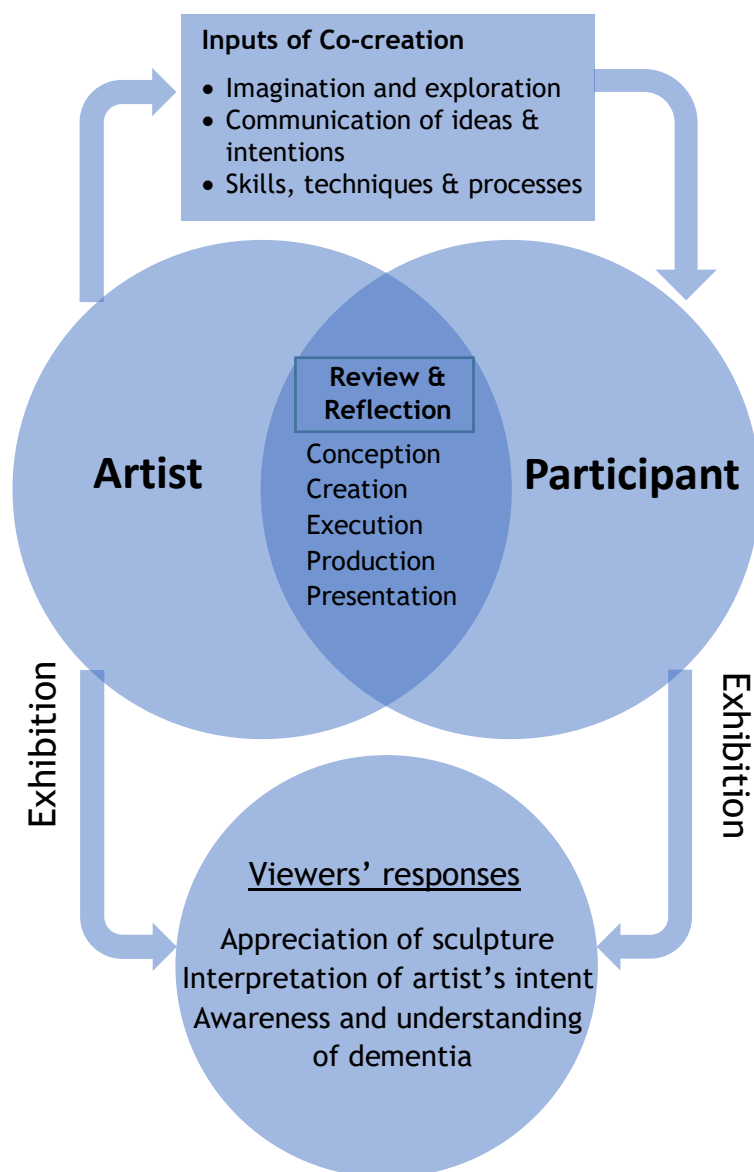 Inputs of Co-creation
• Imagination and exploration
• Communication of ideas &
intentions
• Skills, techniques & processes
Review &
Reflection
Conception
Creation
Execution
Production
Presentation
Artist
Participant
Exhibition
Exhibition
Viewers’ responses
Appreciation of sculpture
Interpretation of artist’s intent
Awareness and understanding
of dementia